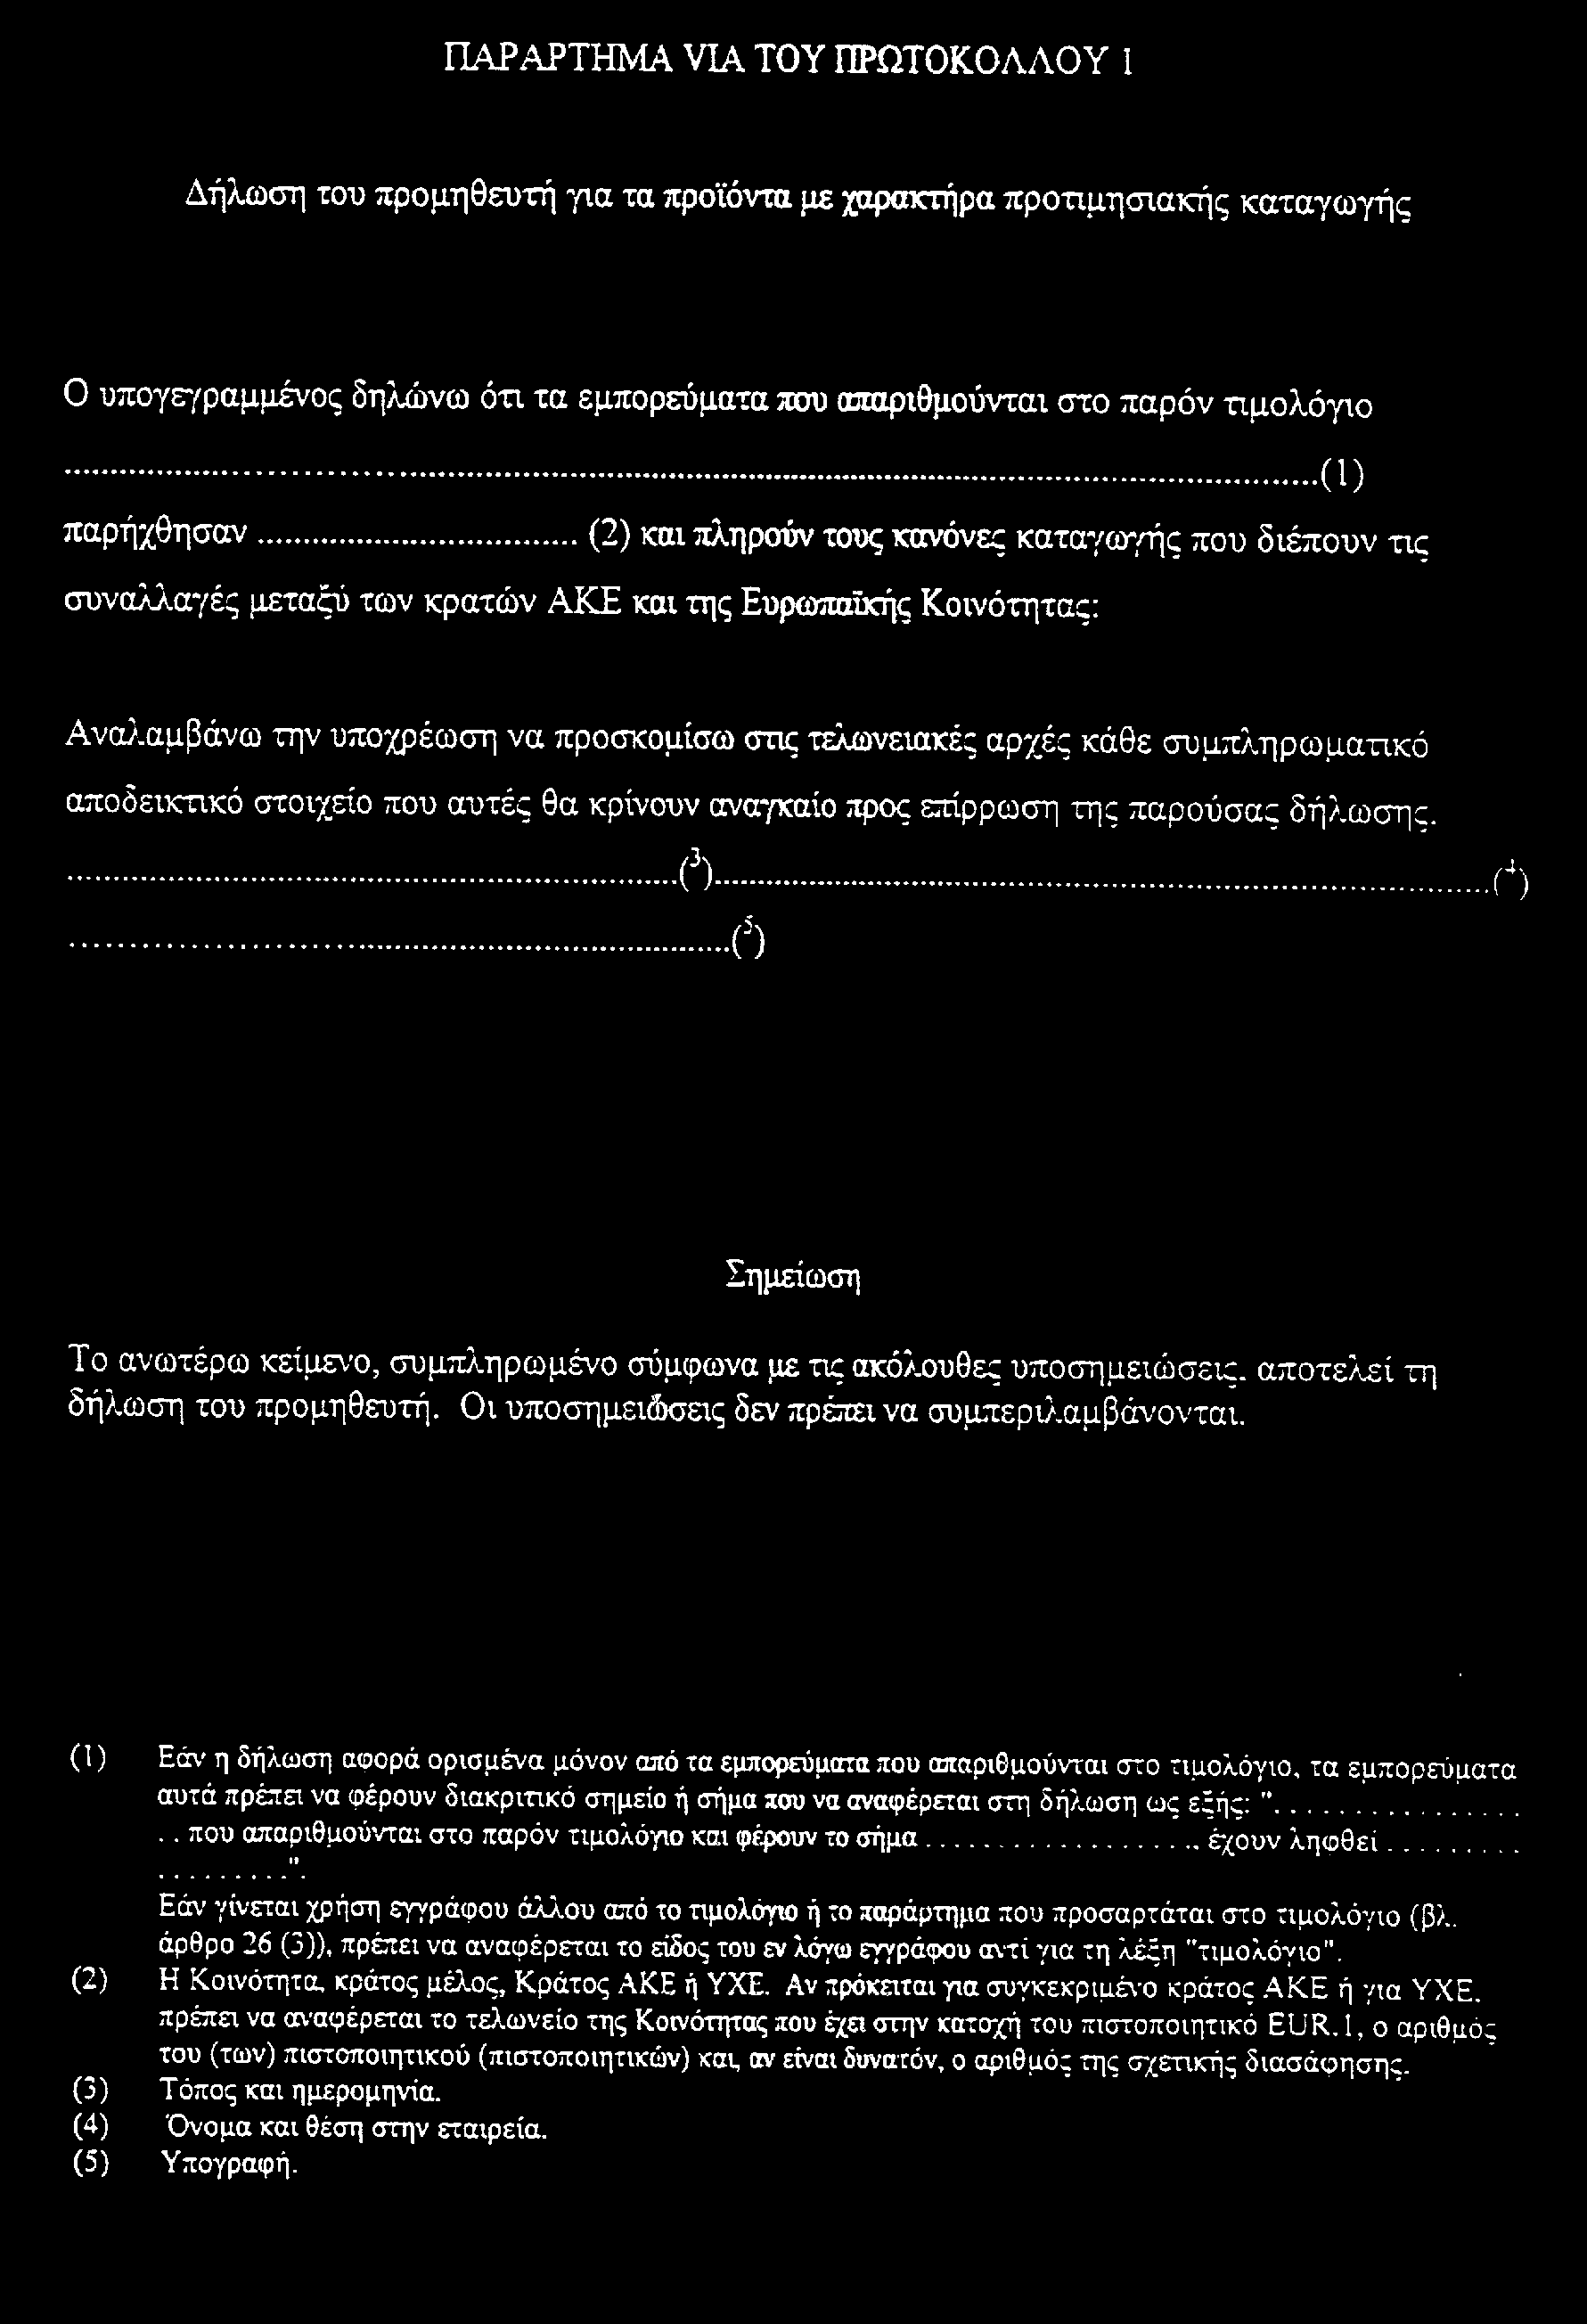 ΠΑΡΑΡΤΗΜΑ VIA ΤΟΥ ΠΡΩΤΟΚΟΛΛΟΥ 1
Δήλωση του προμηθευτή για τα προϊόντα με χαρακτήρα προτιμησιακής καταγωγής
Ο υπογεγραμμένος δηλώνω ότι τα εμπορεύματα που απαριθμούνται στο παρόν τιμολόγιο
..........................................................................................................(1)
παρήχθησαν ................................... (2) και πληρούν τους κανόνες καταγωγής που διέπουν τις
συναλλαγές μεταξύ των κρατών ΑΚΕ και της Ευρωπαϊκής Κοινότητας:
Αναλαμβάνω την υποχρέωση να προσκομίσω στις τελωνειακές αρχές κάθε συμπληρωματικό
αποδεικτικό στοιχείο που αυτές θα κρίνουν αναγκαίο προς επίρρωση της παρούσας δήλωσης.
..........................................................(³)..........................................................................(⁴)
..............................................................(⁵)
Σημείωση
Το ανωτέρω κείμενο, συμπληρωμένο σύμφωνα με τις ακόλουθες υποσημειώσεις, αποτελεί τη
δήλωση του προμηθευτή. Οι υποσημειώσεις δεν πρέπει να συμπεριλαμβάνονται.
(1) Εάν η δήλωση αφορά ορισμένα μόνον από τα εμπορεύματα που απαριθμούνται στο τιμολόγιο, τα εμπορεύματα
αυτά πρέπει να φέρουν διακριτικό σημείο ή σήμα που να αναφέρεται στη δήλωση ως εξής: "................
.. που απαριθμούνται στο παρόν τιμολόγιο και φέρουν το σήμα .................. έχουν ληφθεί .........
.........".
Εάν γίνεται χρήση εγγράφου άλλου από το τιμολόγιο ή το παράρτημα που προσαρτάται στο τιμολόγιο (βλ.
άρθρο 26 (3)), πρέπει να αναφέρεται το είδος του εν λόγω εγγράφου αντί για τη λέξη "τιμολόγιο".
(2) Η Κοινότητα, κράτος μέλος, Κράτος ΑΚΕ ή ΥΧΕ. Αν πρόκειται για συγκεκριμένο κράτος ΑΚΕ ή για ΥΧΕ,
πρέπει να αναφέρεται το τελωνείο της Κοινότητας που έχει στην κατοχή του πιστοποιητικό EUR.1, ο αριθμός
του (των) πιστοποιητικού (πιστοποιητικών) και, αν είναι δυνατόν, ο αριθμός της σχετικής διασάφησης.
(3) Τόπος και ημερομηνία.
(4) Όνομα και θέση στην εταιρεία.
(5) Υπογραφή.